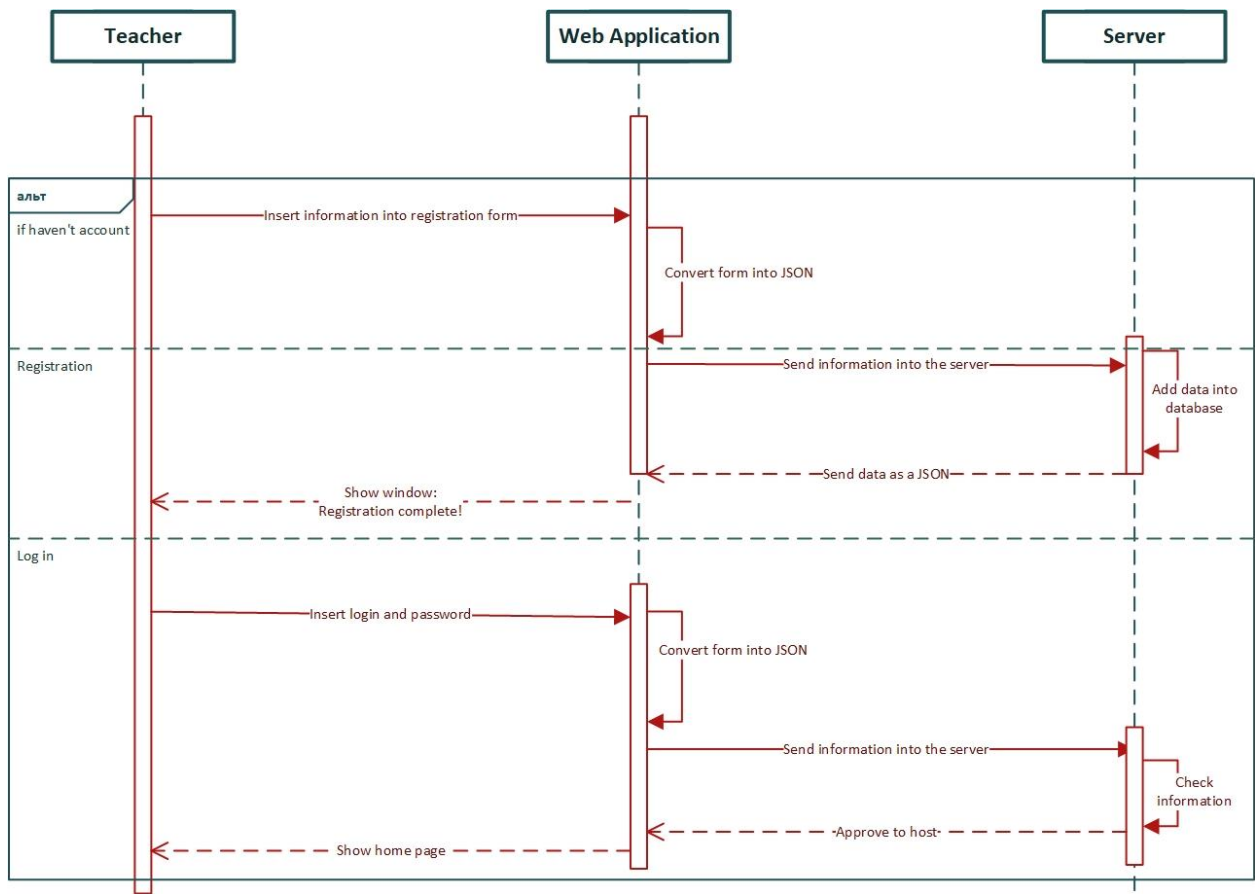 Teacher
Web Application
Server
альт
if haven't account
Insert information into registration form
Convert form into JSON
Registration
Send information into the server
Add data into
database
Send data as a JSON
Show window:
Registration complete!
Log in
Insert login and password
Convert form into JSON
Send information into the server
Check
information
Approve to host
Show home page